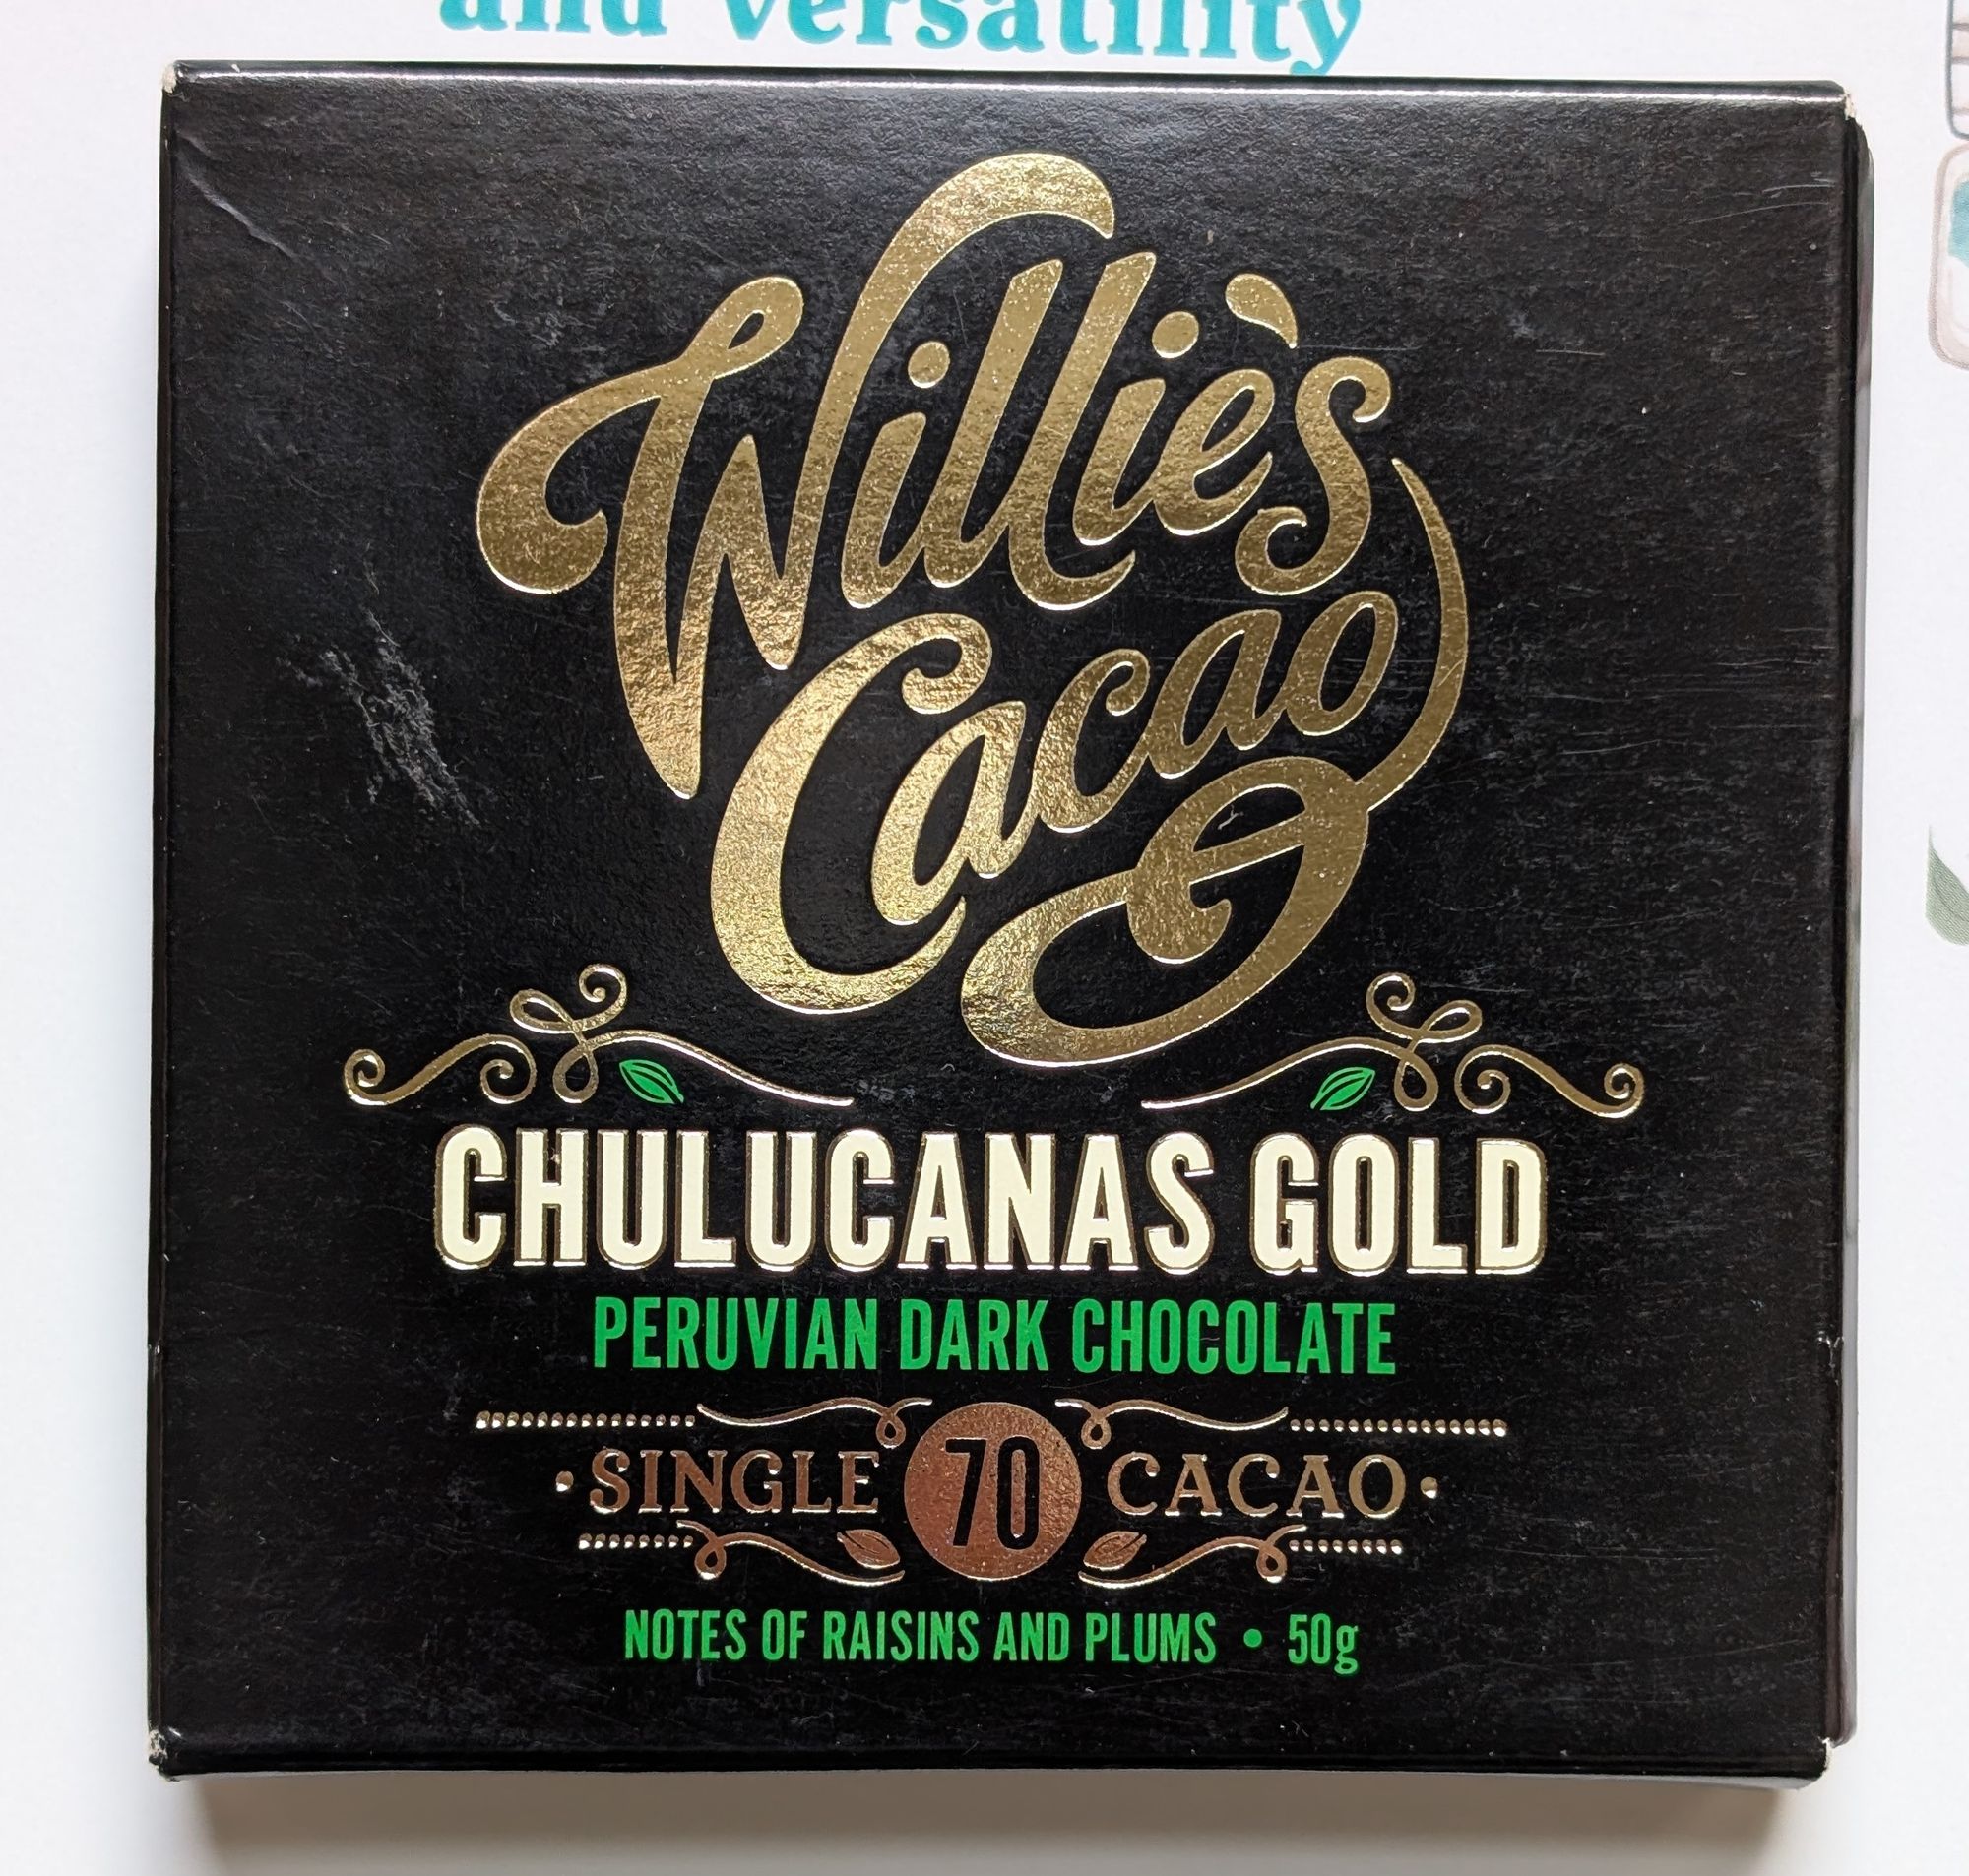 and versatility
Willie's
Cacao
CHULUCANAS GOLD
PERUVIAN DARK CHOCOLATE
·SINGLE 70 CACAO·
NOTES OF RAISINS AND PLUMS • 50g